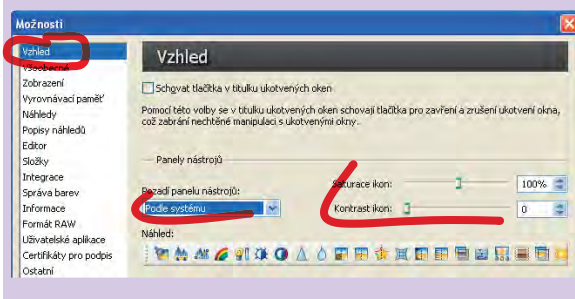 Možnosti
Vzhled
Všeobecné
Zobrazení
Vyrovnávací paměť
Náhledy
Popisy náhledů
Editor
Složky
Integrace
Správa barev
Informace
Formát RAW
Uživatelské aplikace
Certifikáty pro podpis
Ostatní
Vzhled
Schovat tlačítka v titulku ukotvených oken
Pomocí této volby se v titulku ukotvených oken schovají tlačítka pro zavření a zrušení ukotvení okna,
což zabrání nechtěné manipulaci s ukotvenými okny.
Panely nástrojů
Pozadí panelu nástrojů:
Podle systému
Saturace ikon: 100%
Kontrast ikon: 0
Náhled: